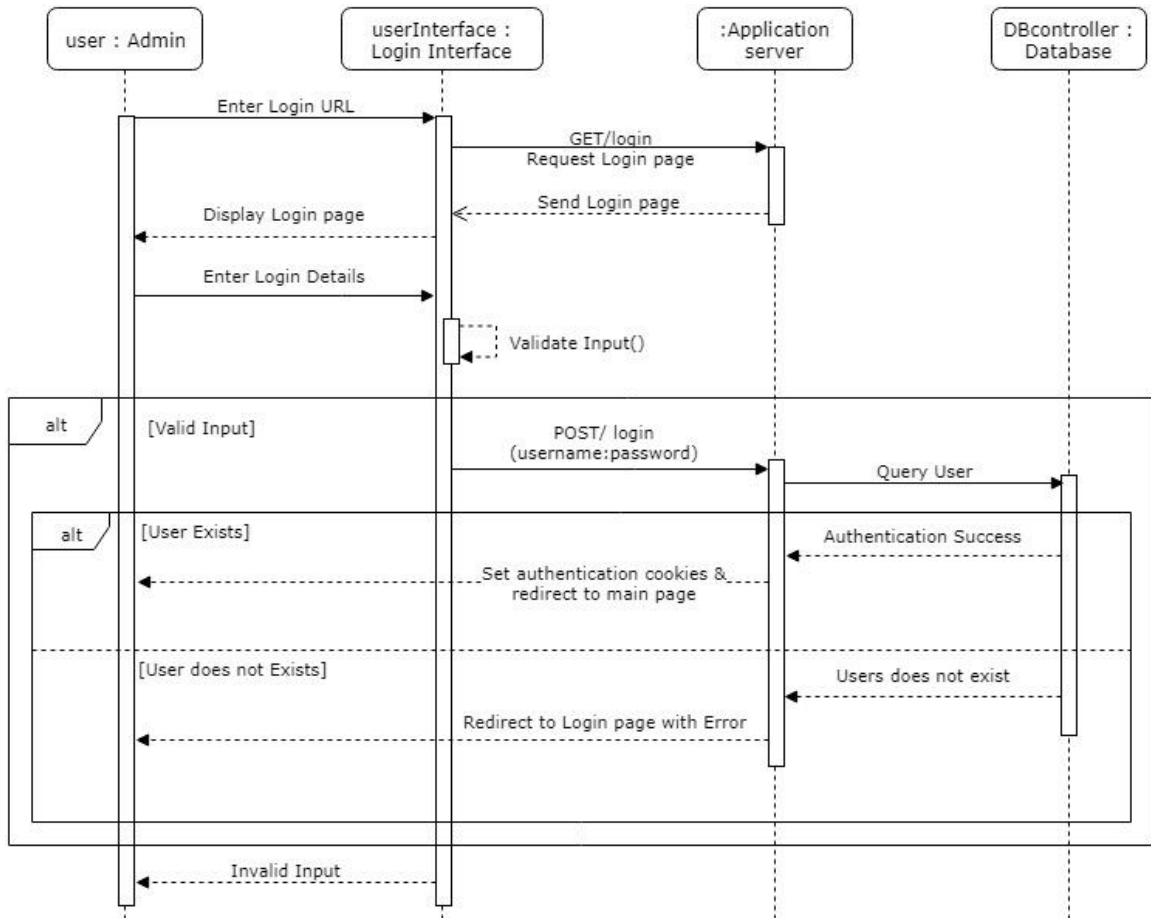 user : Admin
userInterface :
Login Interface
:Application
server
DBcontroller :
Database
Enter Login URL
GET/login
Request Login page
Send Login page
Display Login page
Enter Login Details
Validate Input()
alt
[Valid Input]
POST/ login
(username:password)
Query User
alt
[User Exists]
Authentication Success
Set authentication cookies &
redirect to main page
[User does not Exists]
Users does not exist
Redirect to Login page with Error
Invalid Input